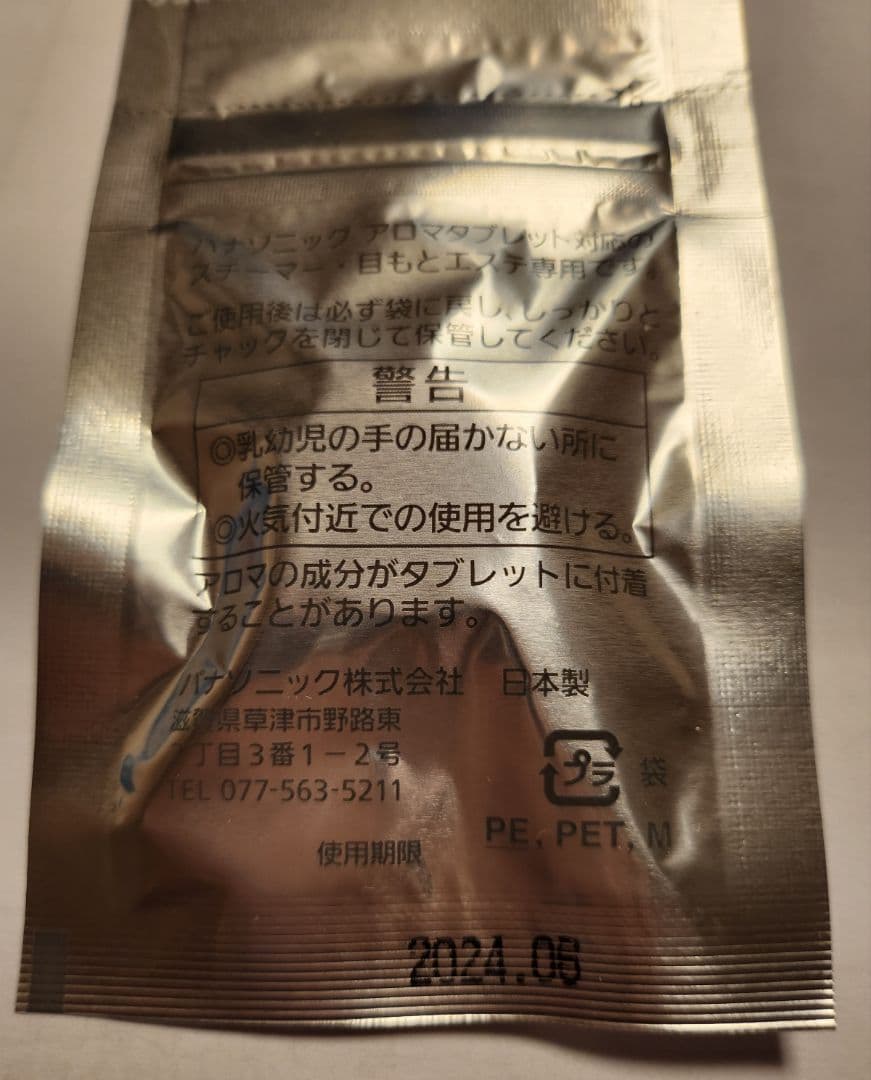 パナソニック アロマタブレット対応の
スチーマー・目もとエステ専用です。
ご使用後は必ず袋に戻し、しっかりと
チャックを閉じて保管してください。
警告
◎乳幼児の手の届かない所に
保管する。
◎火気付近での使用を避ける。
アロマの成分がタブレットに付着
することがあります。
パナソニック株式会社 日本製
滋賀県草津市野路東
丁目3番1−2号
TEL 077-563-5211
プラ 袋
PE, PET, M
使用期限
2024.06